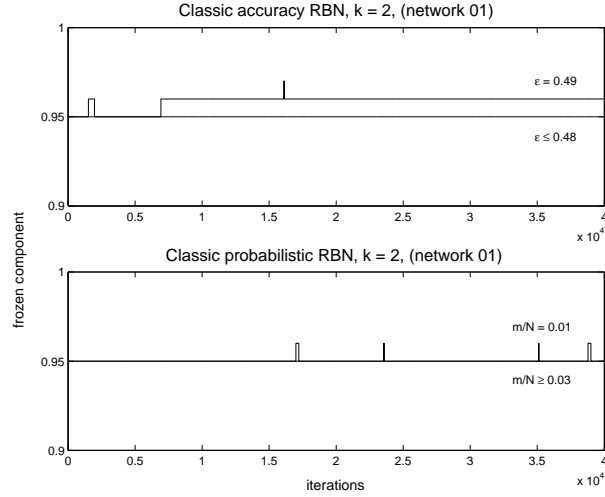 Classic accuracy RBN, k = 2, (network 01)
1
0.95
0.9
ε = 0.49
ε ≤ 0.48
0 0.5 1 1.5 2 2.5 3 3.5 4
x 10^4
frozen component
Classic probabilistic RBN, k = 2, (network 01)
1
0.95
0.9
m/N = 0.01
m/N ≥ 0.03
0 0.5 1 1.5 2 2.5 3 3.5 4
x 10^4
iterations